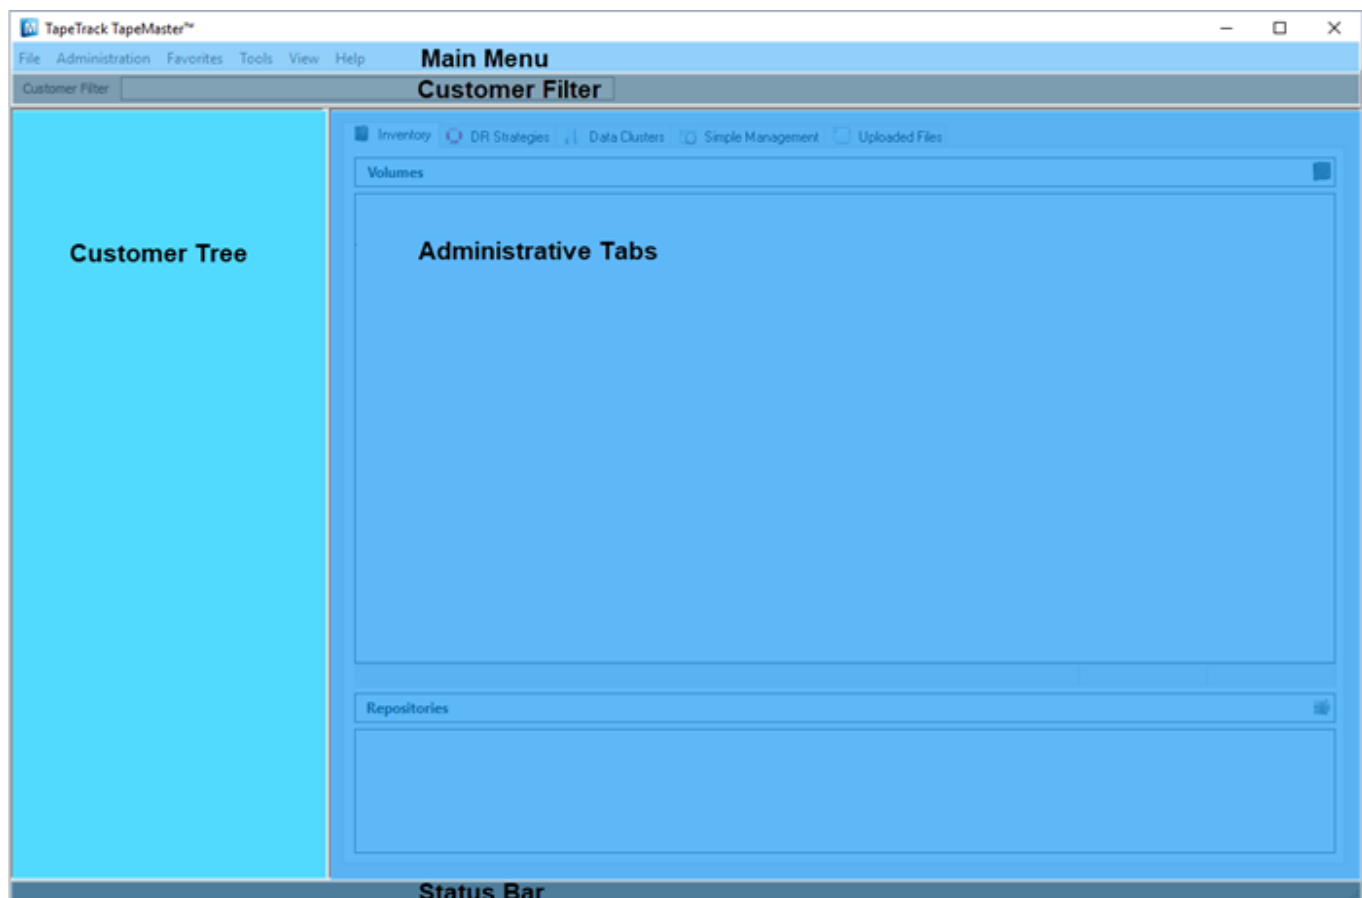 TapeTrack TapeMaster™
File Administration Favorites Tools View Help Main Menu
Customer Filter Customer Filter
Inventory DR Strategies Data Clusters Simple Management Uploaded Files
Volumes
Customer Tree
Administrative Tabs
Repositories
Status Bar